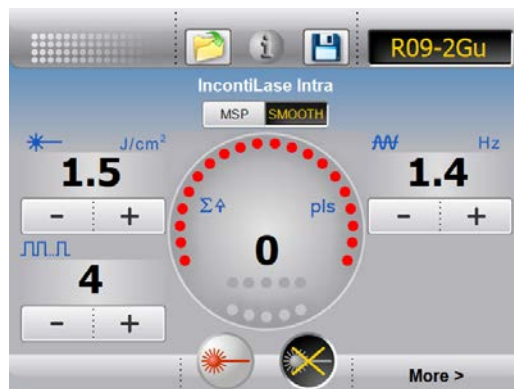 R09-2Gu
IncontiLase Intra
MSP SMOOTH
J/cm²
1.5
- +
Hz
1.4
- +
Σ pls
0
4
- +
More >